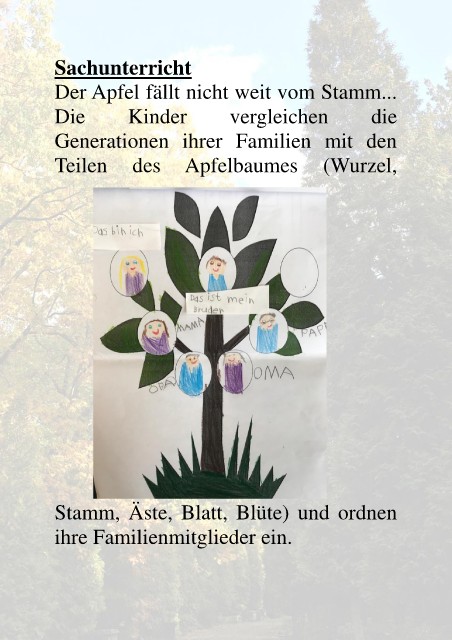 Sachunterricht
Der Apfel fällt nicht weit vom Stamm...
Die Kinder vergleichen die
Generationen ihrer Familien mit den
Teilen des Apfelbaumes (Wurzel,
Das bin ich
Das ist mein
Bruder
MAMA
PAPA
OPA
OMA
Stamm, Äste, Blatt, Blüte) und ordnen
ihre Familienmitglieder ein.